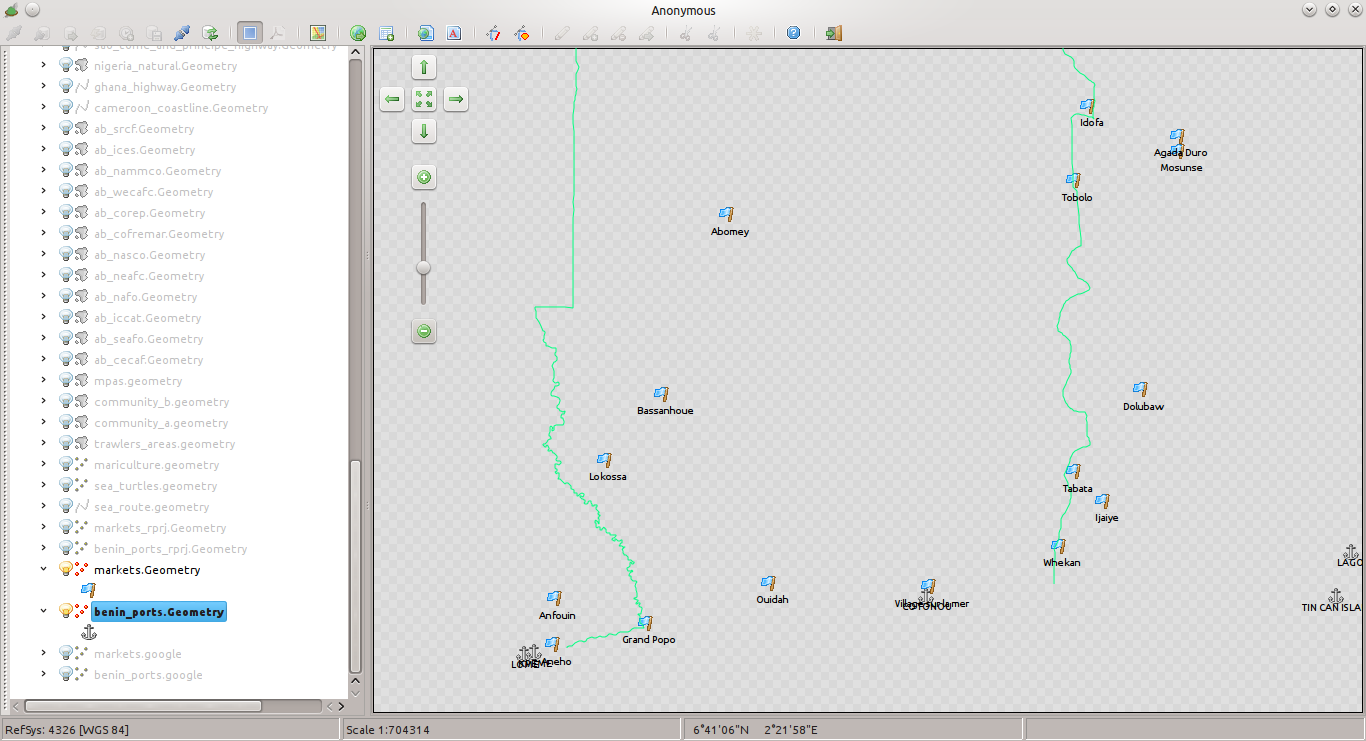 Anonymous
sao_tome_and_principe_highway.Geometry
nigeria_natural.Geometry
ghana_highway.Geometry
cameroon_coastline.Geometry
ab_srcf.Geometry
ab_ices.Geometry
ab_nammco.Geometry
ab_wecafc.Geometry
ab_corep.Geometry
ab_cofremar.Geometry
ab_nasco.Geometry
ab_neafc.Geometry
ab_nafo.Geometry
ab_iccat.Geometry
ab_seafo.Geometry
ab_cecaf.Geometry
mpas.geometry
community_b.geometry
community_a.geometry
trawlers_areas.geometry
mariculture.geometry
sea_turtles.geometry
sea_route.geometry
markets_rprj.Geometry
benin_ports_rprj.Geometry
markets.Geometry
benin_ports.Geometry
markets.google
benin_ports.google
Idofa
Agada Duro
Mosunse
Tobolo
Abomey
Bassanhoue
Dolubaw
Lokossa
Tabata
Ijaiye
Whekan
LAGO
Ouidah
Village sur la mer
COTONOU
TIN CAN ISLA
Anfouin
Grand Popo
LOME
Aneho
RefSys: 4326 [WGS 84]
Scale 1:704314
6°41'06"N 2°21'58"E